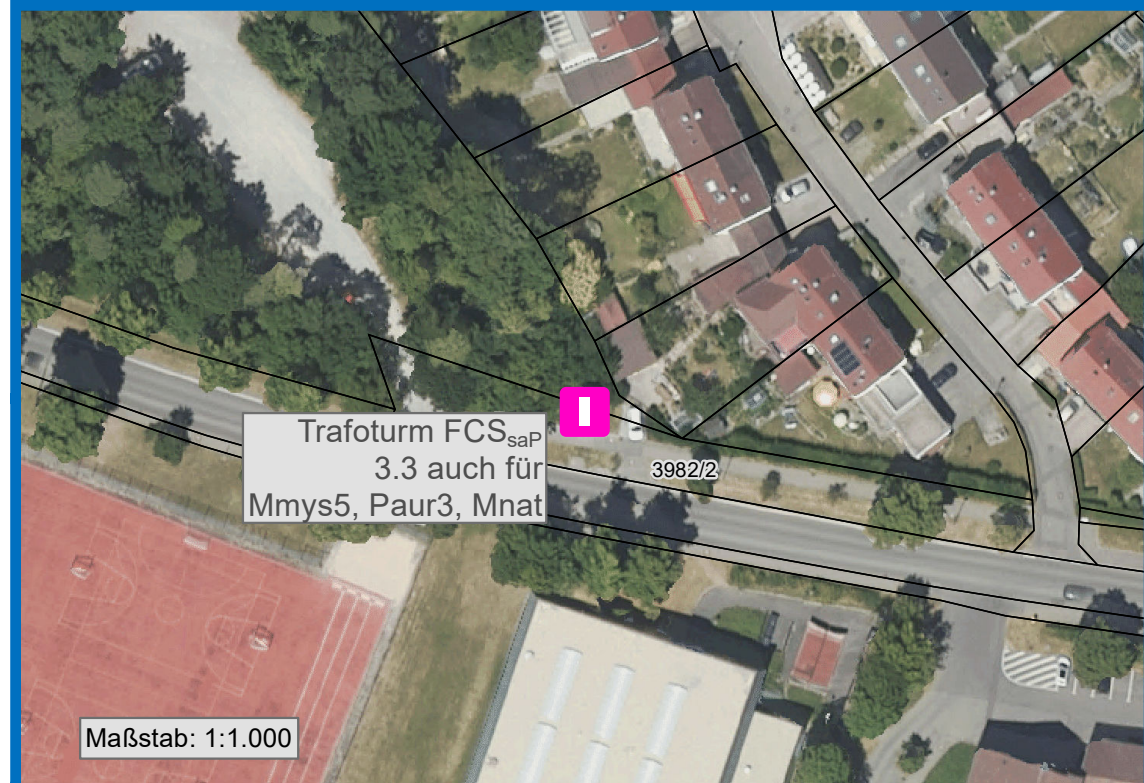 Trafoturm FCSsaP
3.3 auch für
Mmys5, Paur3, Mnat
3982/2
Maßstab: 1:1.000